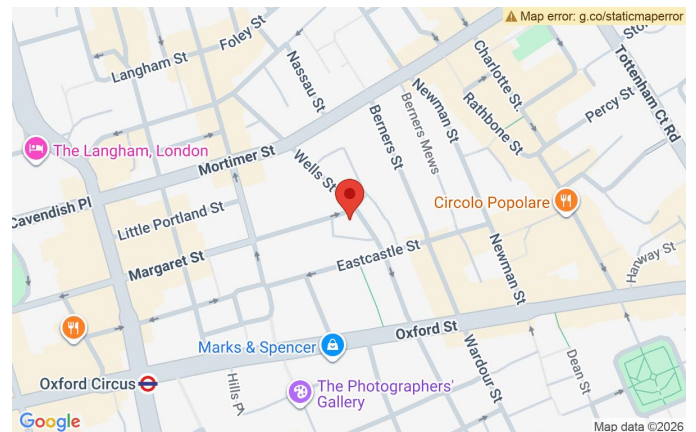 Map error: g.co/staticmaperror
Foley St
Langham St
Nassau St
Charlotte St
Tottenham Ct Rd
Rathbone St
Percy St
Newman St
Berners Mews
Berners St
The Langham, London
Mortimer St
Wells St
Cavendish Pl
Little Portland St
Circolo Popolare
Margaret St
Eastcastle St
Newman St
Hanway St
Oxford St
Marks & Spencer
Wardour St
Dean St
Oxford Circus
Hills Pl
The Photographers'
Gallery
Google
Map data ©2026